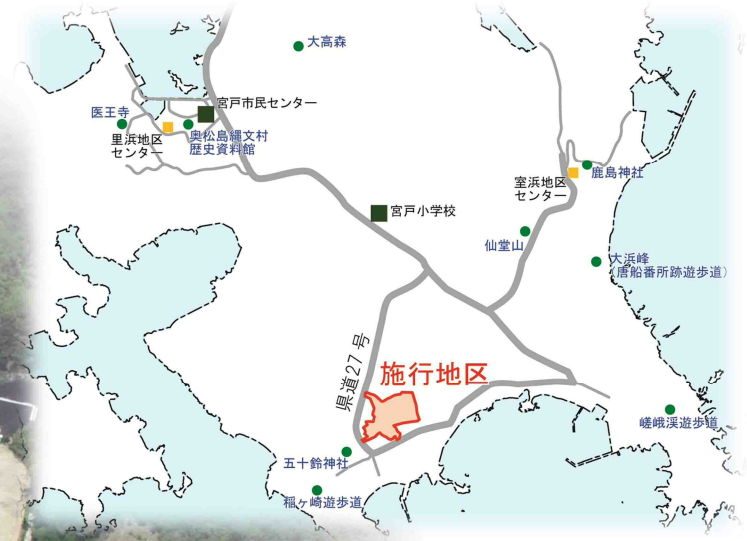 大高森
宮戸市民センター
医王寺
里浜地区
センター
奥松島縄文村
歴史資料館
宮戸小学校
室浜地区
センター
鹿島神社
仙堂山
大浜峰
（唐船番所跡遊歩道）
県道27号
施行地区
嵯峨渓遊歩道
五十鈴神社
稲ヶ崎遊歩道